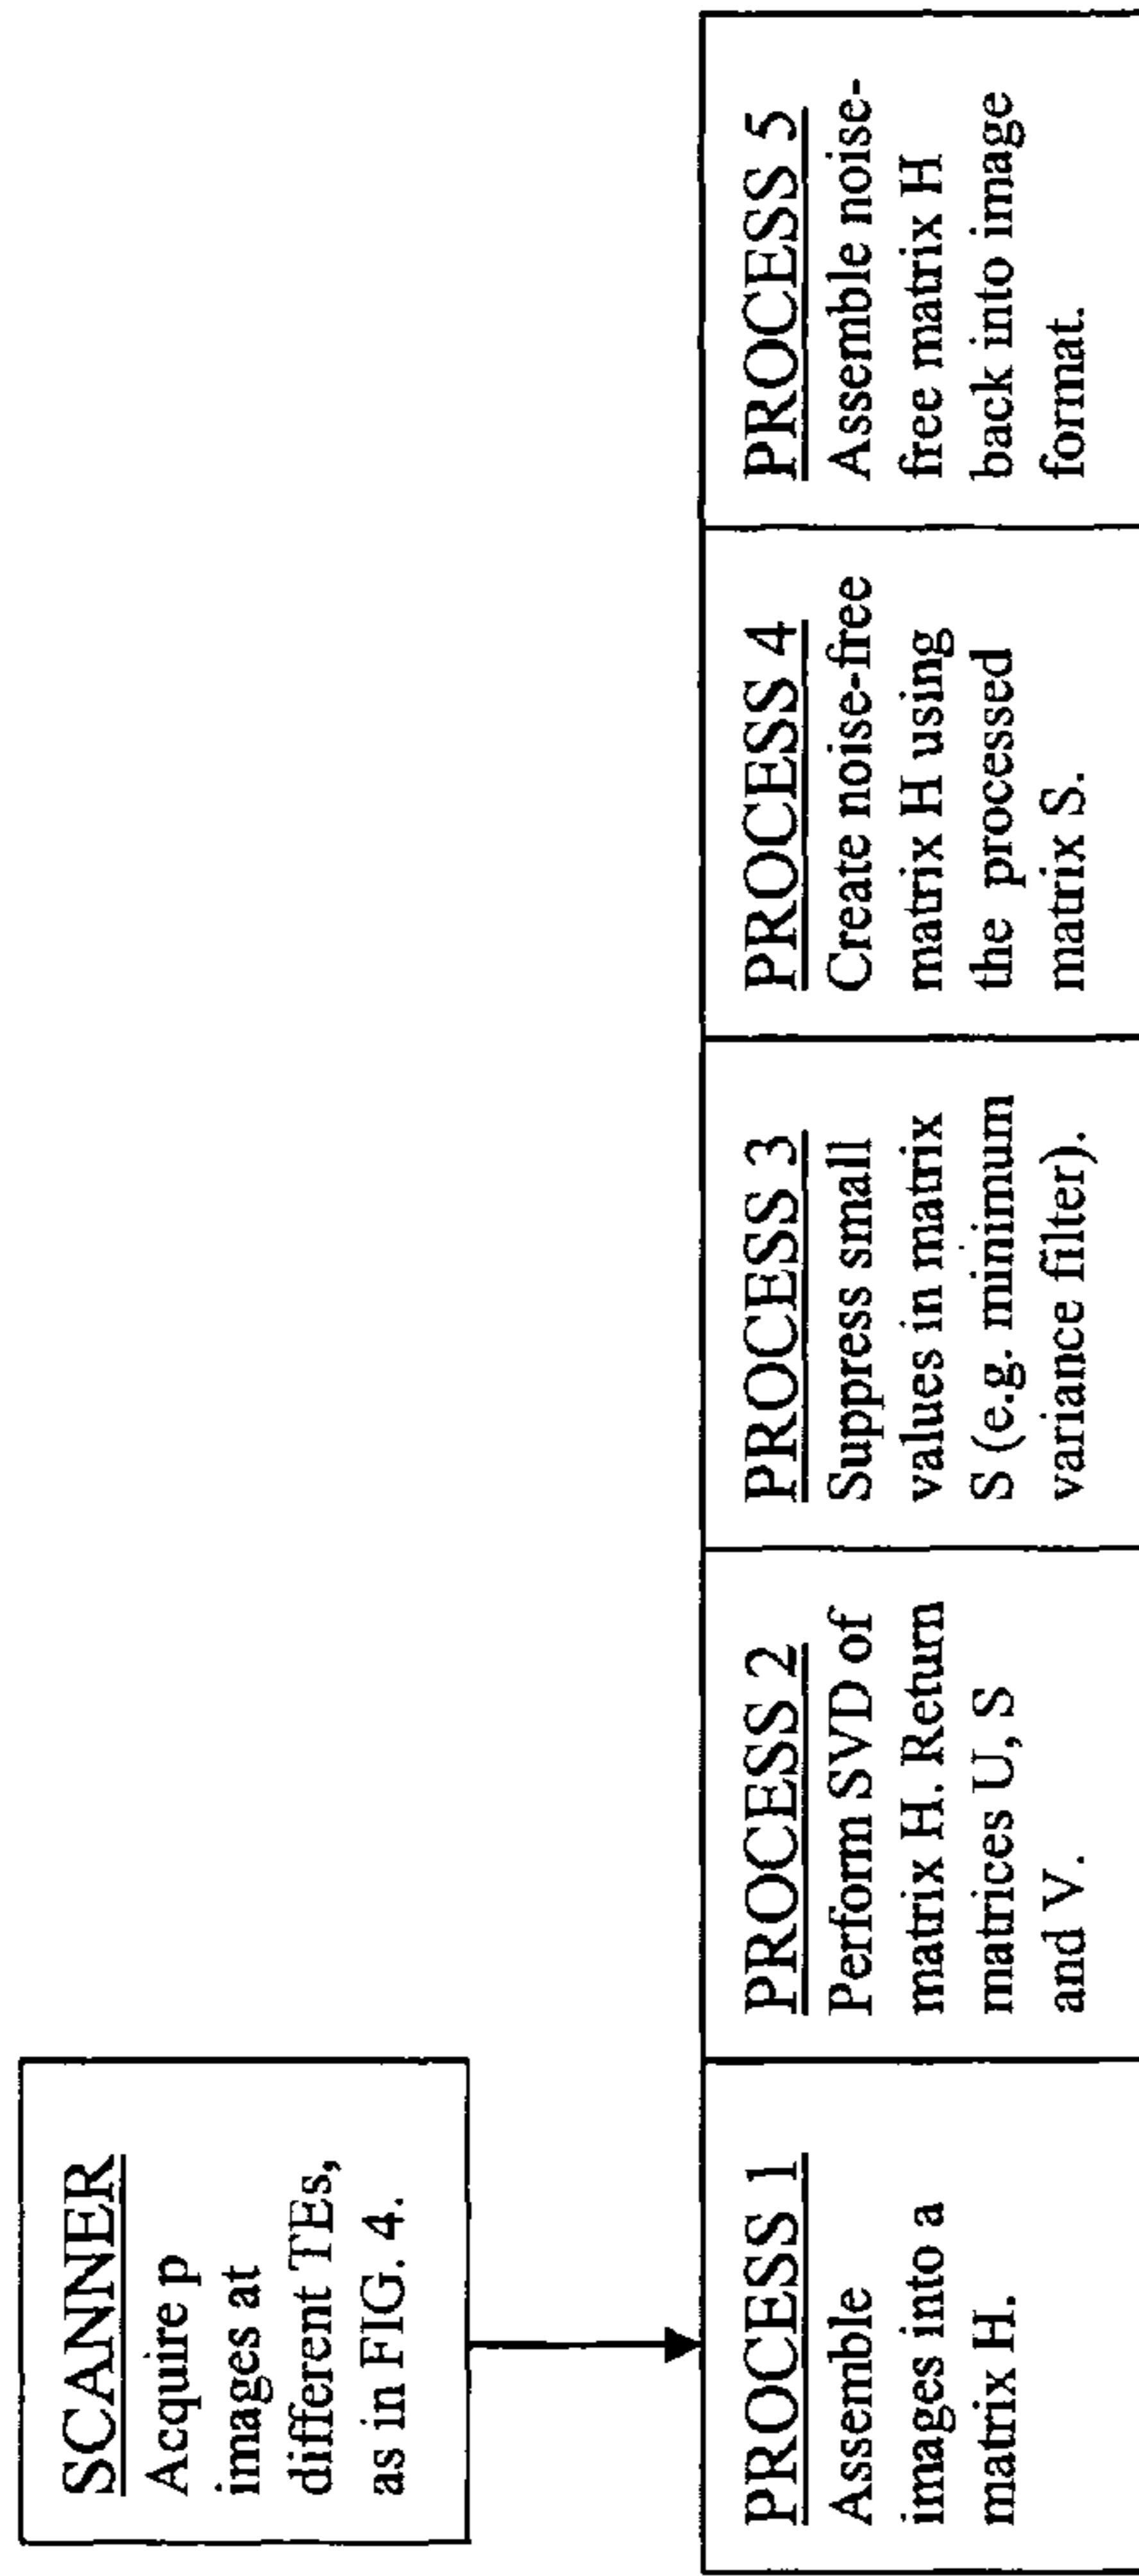 SCANNER
Acquire p
images at
different TEs,
as in FIG. 4.
PROCESS 1
Assemble
images into a
matrix H.
PROCESS 2
Perform SVD of
matrix H. Return
matrices U, S
and V.
PROCESS 3
Suppress small
values in matrix
S (e.g. minimum
variance filter).
PROCESS 4
Create noise-free
matrix H using
the processed
matrix S.
PROCESS 5
Assemble noise-
free matrix H
back into image
format.